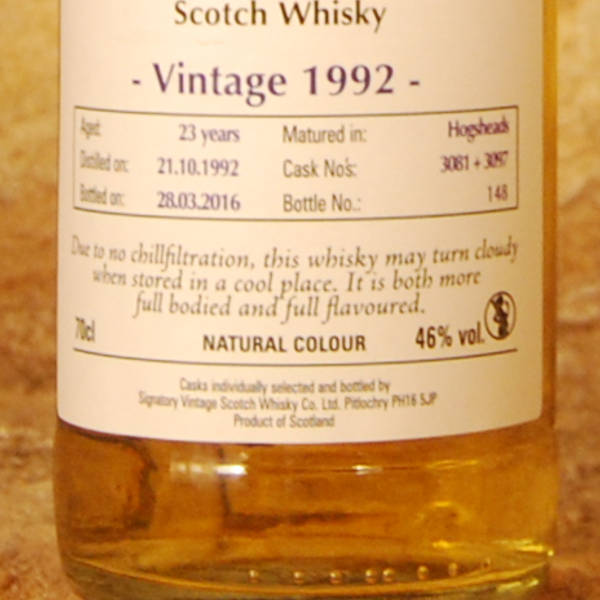 Scotch Whisky
- Vintage 1992 -
Aged: 23 years Matured in: Hogsheads
Distilled on: 21.10.1992 Cask No's: 3081 + 3097
Bottled on: 28.03.2016 Bottle No.: 148
Due to no chillfiltration, this whisky may turn cloudy
when stored in a cool place. It is both more
full bodied and full flavoured.
70cl NATURAL COLOUR 46% vol.
Casks individually selected and bottled by
Signatory Vintage Scotch Whisky Co. Ltd. Pitlochry PH16 5JP
Product of Scotland